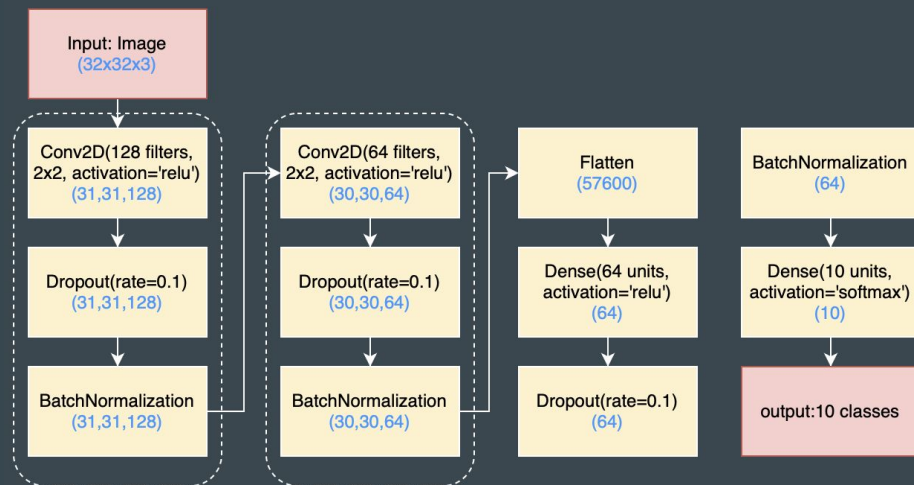 Input: Image
(32x32x3)
Conv2D(128 filters,
2x2, activation='relu')
(31,31,128)
Dropout(rate=0.1)
(31,31,128)
BatchNormalization
(31,31,128)
Conv2D(64 filters,
2x2, activation='relu')
(30,30,64)
Dropout(rate=0.1)
(30,30,64)
BatchNormalization
(30,30,64)
Flatten
(57600)
Dense(64 units,
activation='relu')
(64)
Dropout(rate=0.1)
(64)
BatchNormalization
(64)
Dense(10 units,
activation='softmax')
(10)
output:10 classes